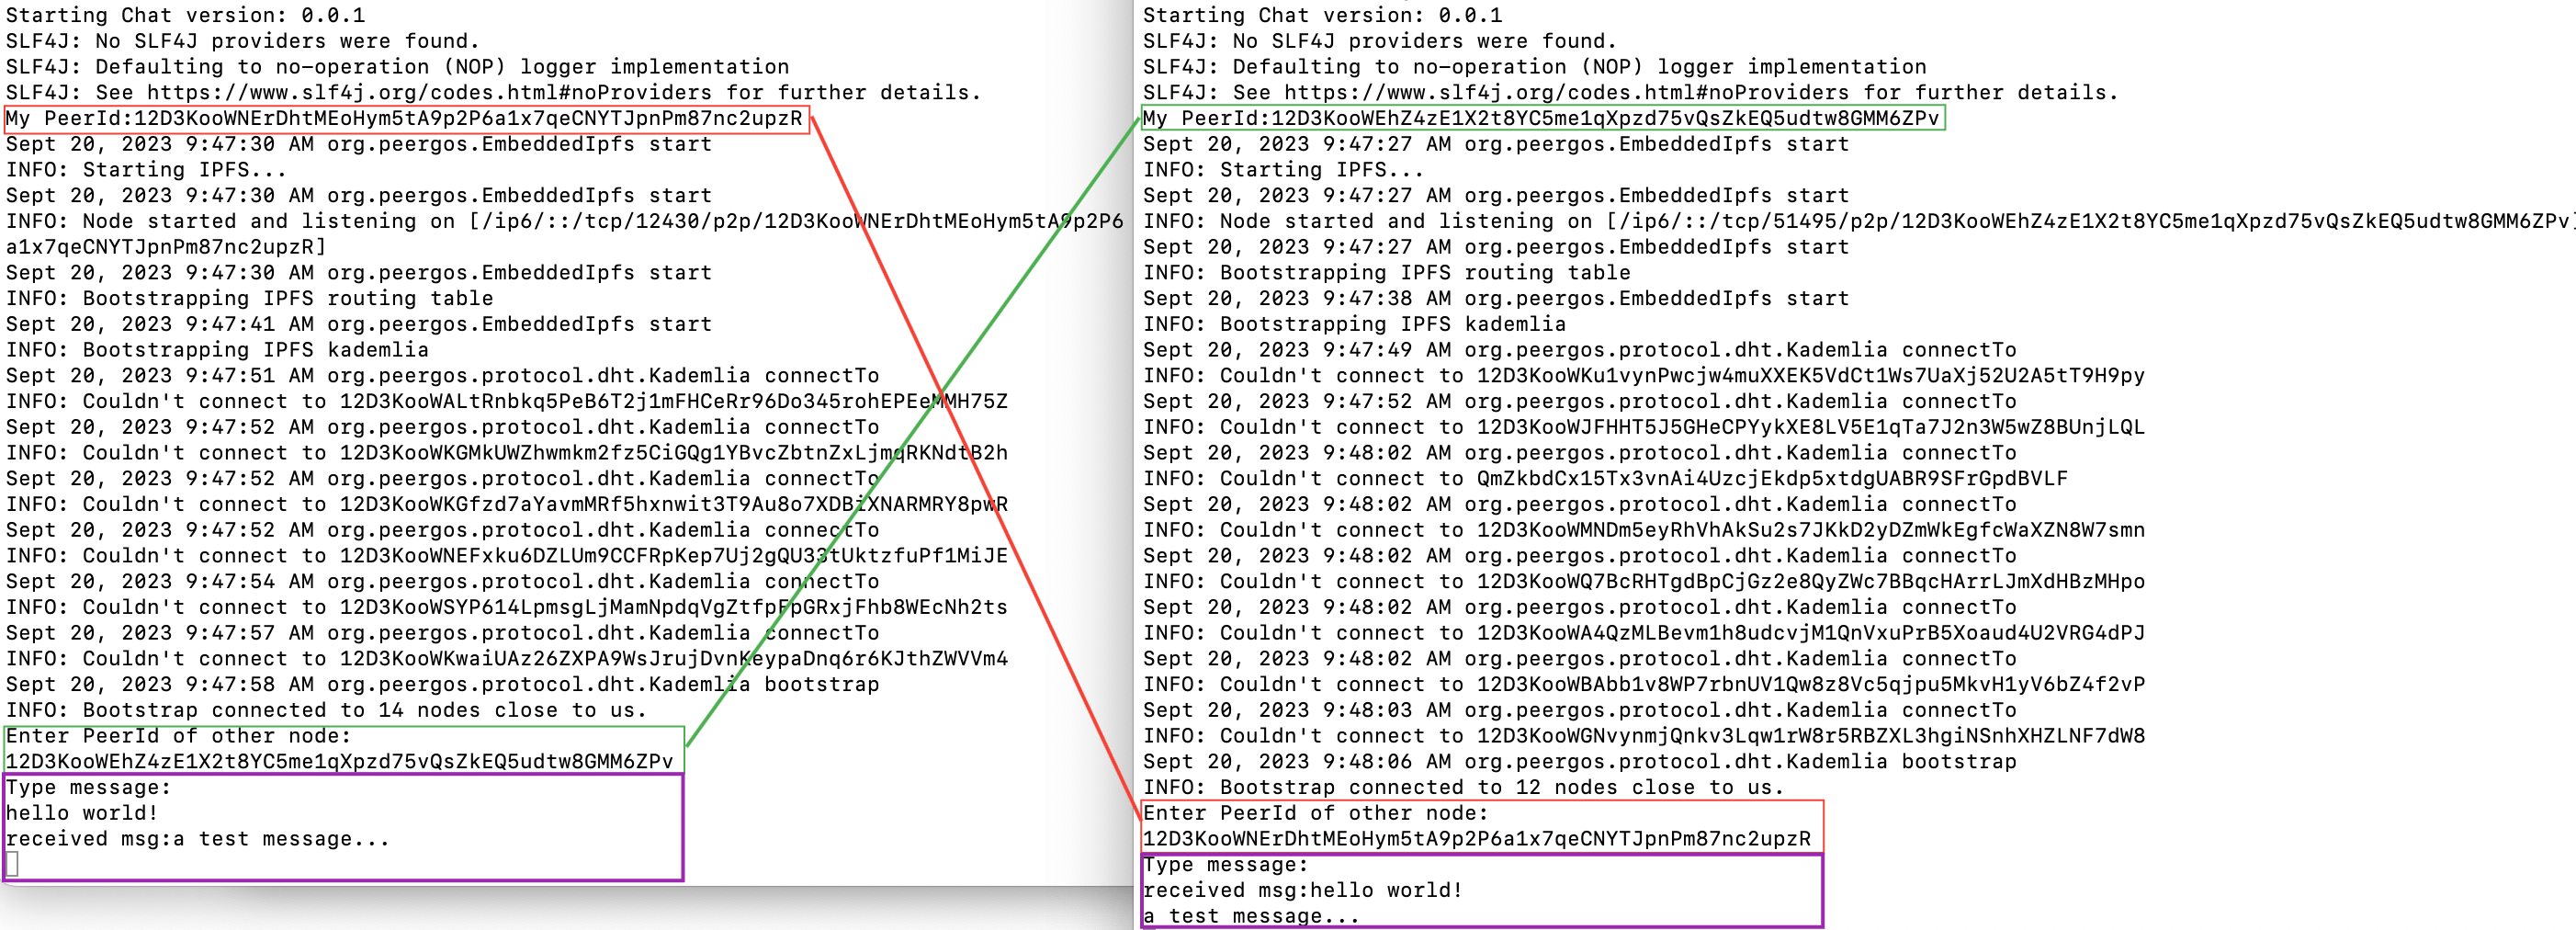 Starting Chat version: 0.0.1
SLF4J: No SLF4J providers were found.
SLF4J: Defaulting to no-operation (NOP) logger implementation
SLF4J: See https://www.slf4j.org/codes.html#noProviders for further details.
My PeerId:12D3KooWNErDhtMEoHym5tA9p2P6a1x7qeCNYTJpnPm87nc2upzR
Sept 20, 2023 9:47:30 AM org.peergos.EmbeddedIpfs start
INFO: Starting IPFS...
Sept 20, 2023 9:47:30 AM org.peergos.EmbeddedIpfs start
INFO: Node started and listening on [/ip6/::/tcp/12430/p2p/12D3KooWNErDhtMEoHym5tA9p2P6
a1x7qeCNYTJpnPm87nc2upzR]
Sept 20, 2023 9:47:30 AM org.peergos.EmbeddedIpfs start
INFO: Bootstrapping IPFS routing table
Sept 20, 2023 9:47:41 AM org.peergos.EmbeddedIpfs start
INFO: Bootstrapping IPFS kademlia
Sept 20, 2023 9:47:51 AM org.peergos.protocol.dht.Kademlia connectTo
INFO: Couldn't connect to 12D3KooWALtRnbkq5PeB6T2j1mFHCeRr96Do345rohEPEeMMH75Z
Sept 20, 2023 9:47:52 AM org.peergos.protocol.dht.Kademlia connectTo
INFO: Couldn't connect to 12D3KooWKGMkUWZhwmkm2fz5CiGQg1YBvcZbtnZxLjmqRKNdtB2h
Sept 20, 2023 9:47:52 AM org.peergos.protocol.dht.Kademlia connectTo
INFO: Couldn't connect to 12D3KooWKGfzd7aYavmMRf5hxnwit3T9Au8o7XDBiXNARMRY8pwR
Sept 20, 2023 9:47:52 AM org.peergos.protocol.dht.Kademlia connectTo
INFO: Couldn't connect to 12D3KooWNEFxku6DZLUm9CCFRpKep7Uj2gQU33tUktzfuPf1MiJE
Sept 20, 2023 9:47:54 AM org.peergos.protocol.dht.Kademlia connectTo
INFO: Couldn't connect to
Sept 20, 2023 9:47:57 AM org.peergos.protocol.dht.Kademlia connectTo
INFO: Couldn't connect to 12D3KooWKwaiUAz26ZXPA9WsJrujDvnKeypaDnq6r6KJthZWVVm4
Sept 20, 2023 9:47:58 AM org.peergos.protocol.dht.Kademlia bootstrap
INFO: Bootstrap connected to 14 nodes close to us.
Enter PeerId of other node:
12D3KooWEhZ4zE1X2t8YC5me1qXpzd75vQsZkEQ5udtw8GMM6ZPv
Type message:
hello world!
received msg:a test message...
Starting Chat version: 0.0.1
SLF4J: No SLF4J providers were found.
SLF4J: Defaulting to no-operation (NOP) logger implementation
SLF4J: See https://www.slf4j.org/codes.html#noProviders for further details.
My PeerId:12D3KooWEhZ4zE1X2t8YC5me1qXpzd75vQsZkEQ5udtw8GMM6ZPv
Sept 20, 2023 9:47:27 AM org.peergos.EmbeddedIpfs start
INFO: Starting IPFS...
Sept 20, 2023 9:47:27 AM org.peergos.EmbeddedIpfs start
INFO: Node started and listening on [/ip6/::/tcp/51495/p2p/12D3KooWEhZ4zE1X2t8YC5me1qXpzd75vQsZkEQ5udtw8GMM6ZPv]
Sept 20, 2023 9:47:27 AM org.peergos.EmbeddedIpfs start
INFO: Bootstrapping IPFS routing table
Sept 20, 2023 9:47:38 AM org.peergos.EmbeddedIpfs start
INFO: Bootstrapping IPFS kademlia
Sept 20, 2023 9:47:49 AM org.peergos.protocol.dht.Kademlia connectTo
INFO: Couldn't connect to 12D3KooWKu1vynPwcjw4muXXEK5VdCt1Ws7UaXj52U2A5tT9H9py
Sept 20, 2023 9:47:52 AM org.peergos.protocol.dht.Kademlia connectTo
INFO: Couldn't connect to 12D3KooWJFHHT5J5GHeCPYykXE8LV5E1qTa7J2n3W5wZ8BUnjLQL
Sept 20, 2023 9:48:02 AM org.peergos.protocol.dht.Kademlia connectTo
INFO: Couldn't connect to QmZkbdCx15Tx3vnAi4UzcjEkdp5xtdgUABR9SFrGpdBVLF
Sept 20, 2023 9:48:02 AM org.peergos.protocol.dht.Kademlia connectTo
INFO: Couldn't connect to 12D3KooWMNDm5eyRhVhAkSu2s7JKkD2yDZmWkEgfcWaXZN8W7smn
Sept 20, 2023 9:48:02 AM org.peergos.protocol.dht.Kademlia connectTo
INFO: Couldn't connect to 12D3KooWQ7BcRHTgdBpCjGz2e8QyZWc7BBqcHArrLJmXdHBzMHpo
Sept 20, 2023 9:48:02 AM org.peergos.protocol.dht.Kademlia connectTo
INFO: Couldn't connect to 12D3KooWA4QzMLBevm1h8udcvjM1QnVxuPrB5Xoaud4U2VRG4dPJ
Sept 20, 2023 9:48:02 AM org.peergos.protocol.dht.Kademlia connectTo
INFO: Couldn't connect to 12D3KooWBAbb1v8WP7rbnUV1Qw8z8Vc5qjpu5MkvH1yV6bZ4f2vP
Sept 20, 2023 9:48:03 AM org.peergos.protocol.dht.Kademlia connectTo
INFO: Couldn't connect to 12D3KooWGNvynmjQnkv3Lqw1rW8r5RBZXL3hgiNSnhXHZLNF7dW8
Sept 20, 2023 9:48:06 AM org.peergos.protocol.dht.Kademlia bootstrap
INFO: Bootstrap connected to 12 nodes close to us.
Enter PeerId of other node:
12D3KooWNErDhtMEoHym5tA9p2P6a1x7qeCNYTJpnPm87nc2upzR
Type message:
received msg:hello world!
a test message...